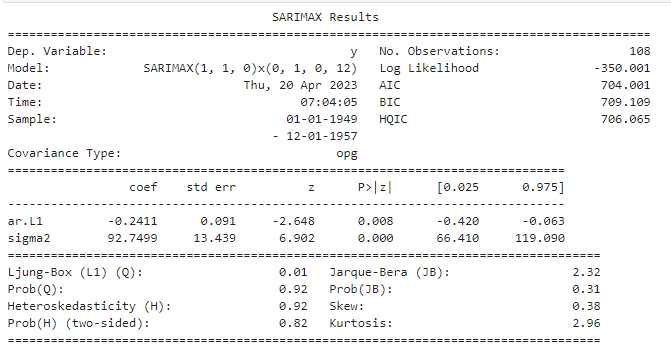 SARIMAX Results
==============================================================================
Dep. Variable:                                      y   No. Observations:                  108
Model:             SARIMAX(1, 1, 0)x(0, 1, 0, 12)   Log Likelihood                -350.001
Date:                            Thu, 20 Apr 2023   AIC                            704.001
Time:                                    07:04:05   BIC                            709.109
Sample:                                01-01-1949   HQIC                           706.065
- 12-01-1957
Covariance Type:                              opg
==============================================================================
coef    std err          z      P>|z|      [0.025      0.975]
------------------------------------------------------------------------------
ar.L1         -0.2411      0.091     -2.648      0.008      -0.420      -0.063
sigma2        92.7499     13.439      6.902      0.000      66.410     119.090
==============================================================================
Ljung-Box (L1) (Q):                   0.01   Jarque-Bera (JB):                 2.32
Prob(Q):                              0.92   Prob(JB):                         0.31
Heteroskedasticity (H):               0.92   Skew:                             0.38
Prob(H) (two-sided):                  0.82   Kurtosis:                         2.96
==============================================================================